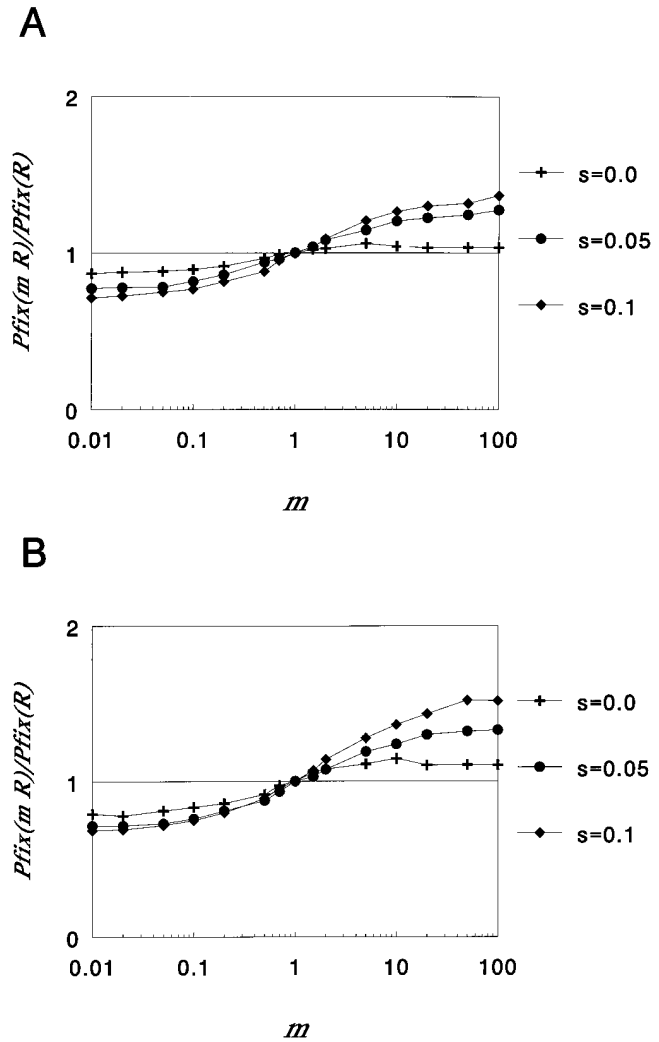 A
Pfix(m R)/Pfix(R)
2
1
0
0.01 0.1 1 10 100
m
s=0.0
s=0.05
s=0.1
B
Pfix(m R)/Pfix(R)
2
1
0
0.01 0.1 1 10 100
m
s=0.0
s=0.05
s=0.1